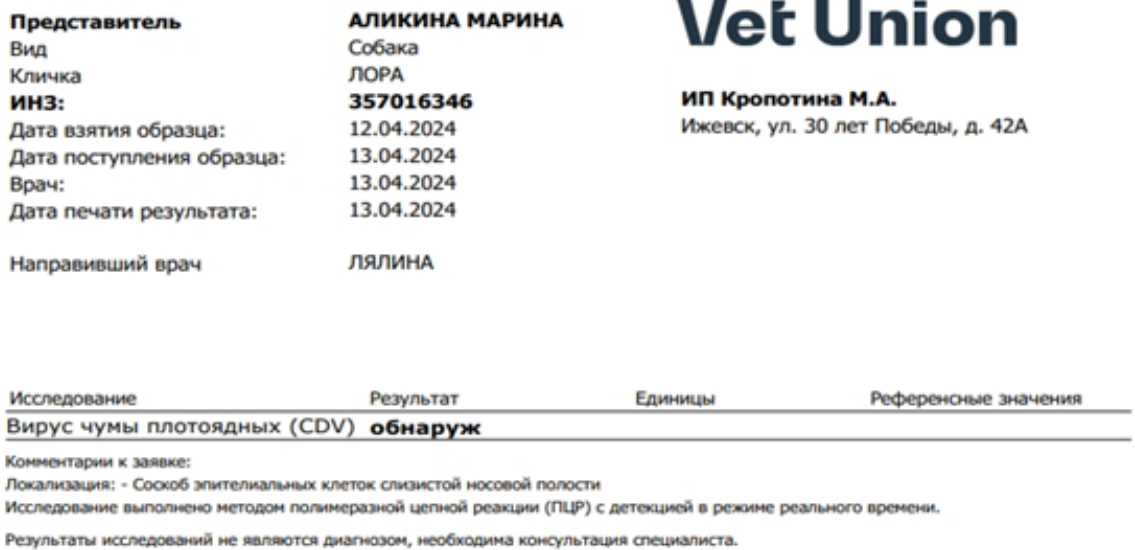 Представитель АЛИКИНА МАРИНА
Вид Собака
Кличка ЛОРА
ИНЗ: 357016346
Дата взятия образца: 12.04.2024
Дата поступления образца: 13.04.2024
Врач: 13.04.2024
Дата печати результата: 13.04.2024
Направивший врач ЛЯЛИНА
Vet Union
ИП Кропотина М.А.
Ижевск, ул. 30 лет Победы, д. 42А
Исследование Результат Единицы Референсные значения
Вирус чумы плотоядных (CDV) обнаруж
Комментарии к заявке:
Локализация: - Соскоб эпителиальных клеток слизистой носовой полости
Исследование выполнено методом полимеразной цепной реакции (ПЦР) с детекцией в режиме реального времени.
Результаты исследований не являются диагнозом, необходима консультация специалиста.